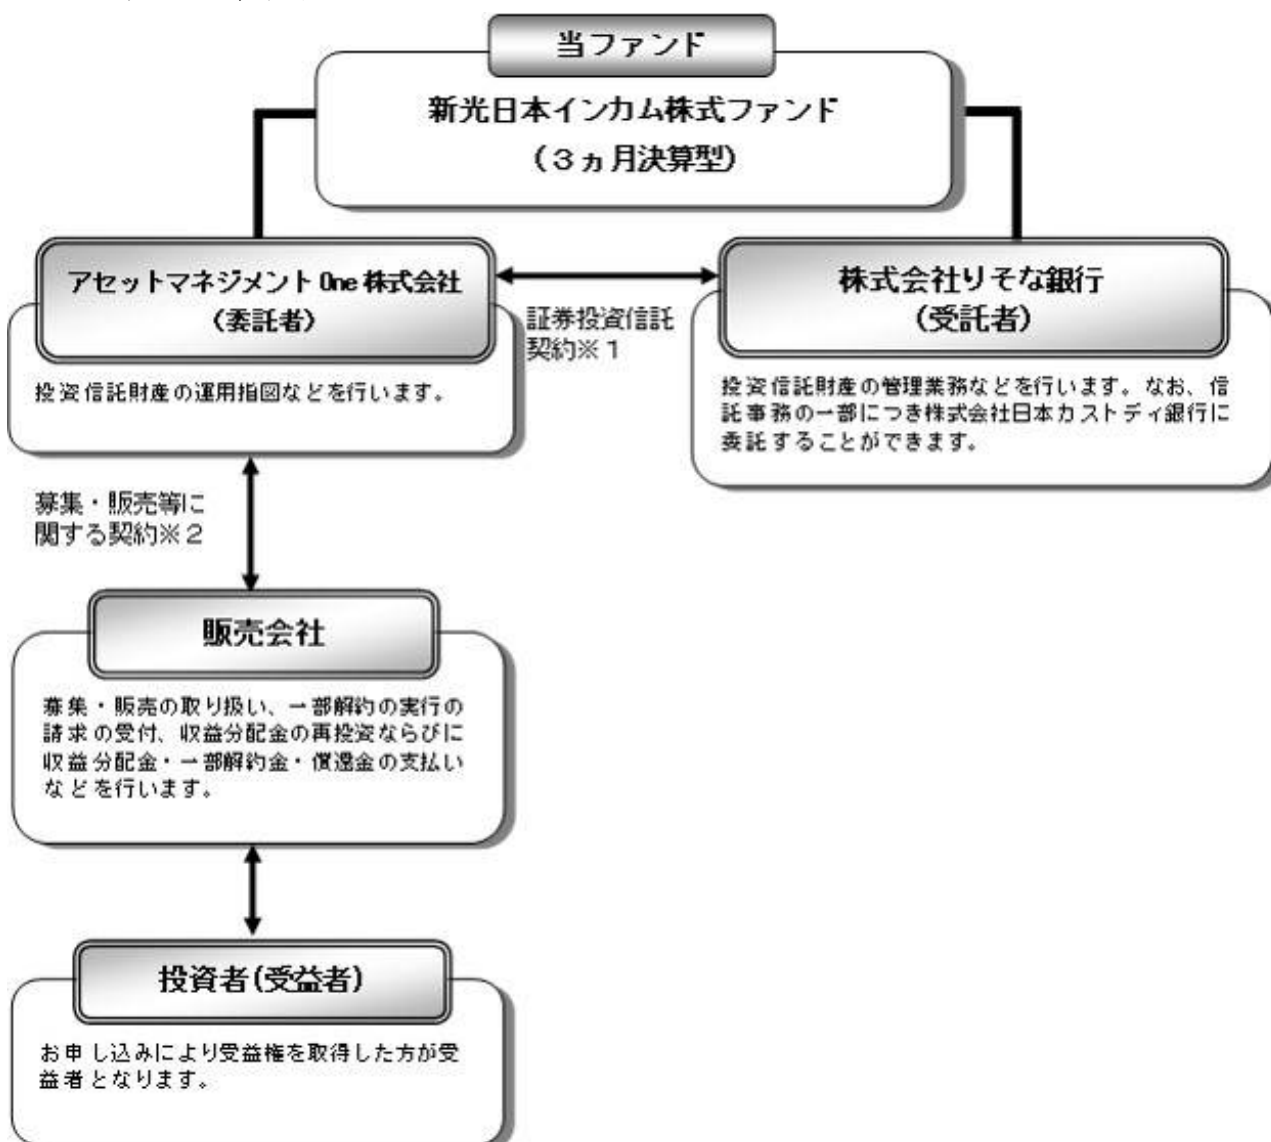 当ファンド
新光日本インカム株式ファンド
（３ヵ月決算型）
アセットマネジメントOne株式会社
（委託者）
投資信託財産の運用指図などを行います。
証券投資信託
契約※１
株式会社りそな銀行
（受託者）
投資信託財産の管理業務などを行います。なお、信
託事務の一部につき株式会社日本カストディ銀行に
委託することができます。
募集・販売等に
関する契約※２
販売会社
募集・販売の取り扱い、一部解約の実行の
請求の受付、収益分配金の再投資ならびに
収益分配金・一部解約金・償還金の支払い
などを行います。
投資者(受益者)
お申し込みにより受益権を取得した方が受
益者となります。